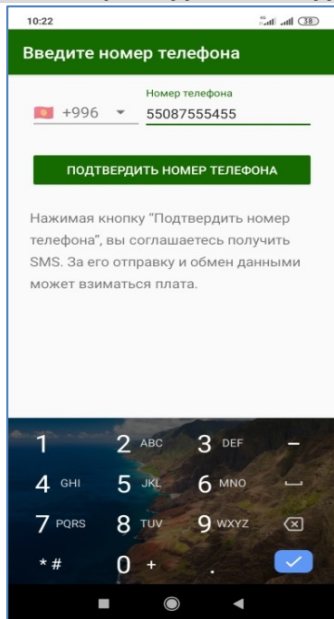 10:22
38
Введите номер телефона
Номер телефона
+996
55087555455
ПОДТВЕРДИТЬ НОМЕР ТЕЛЕФОНА
Нажимая кнопку "Подтвердить номер
телефона", вы соглашаетесь получить
SMS. За его отправку и обмен данными
может взиматься плата.
1 2 ABC 3 DEF –
4 GHI 5 JKL 6 MNO
7 PQRS 8 TUV 9 WXYZ
* # 0 + .